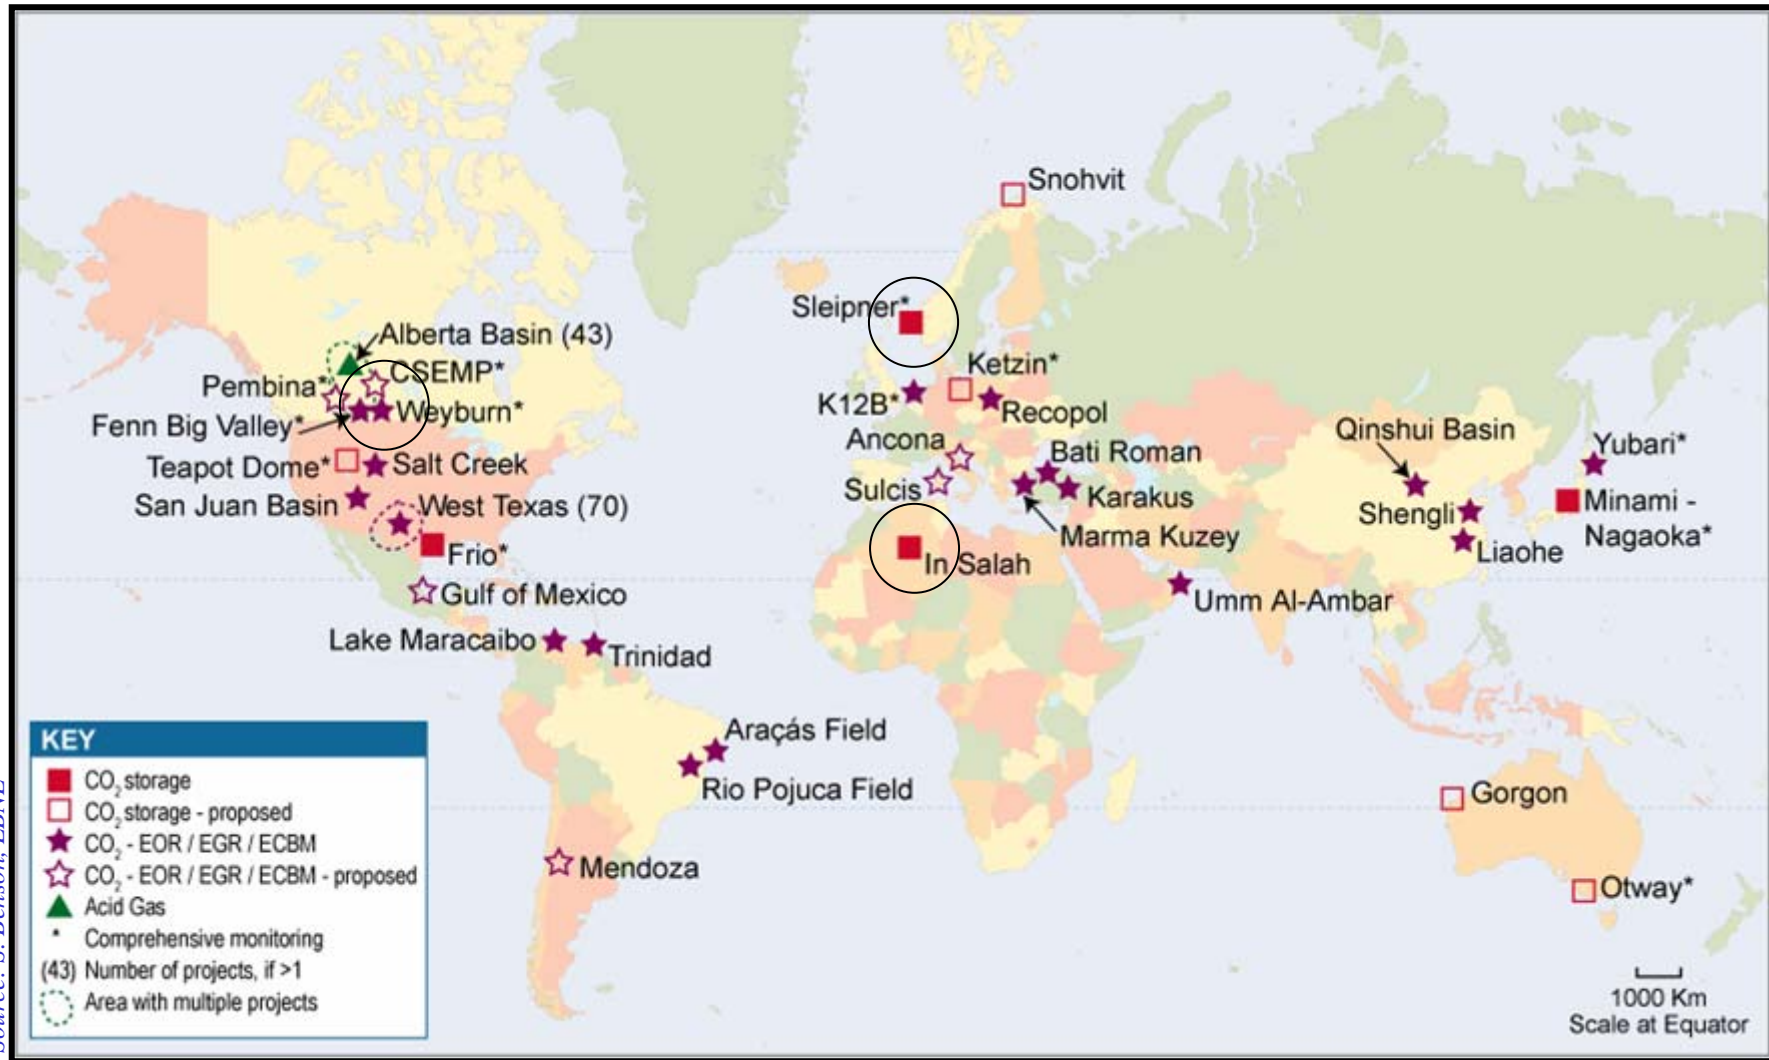 Snohvit
Sleipner*
Alberta Basin (43)
CSEMP*
Pembina*
Weyburn*
Fenn Big Valley*
Teapot Dome*
Salt Creek
San Juan Basin
West Texas (70)
Frio*
Gulf of Mexico
Lake Maracaibo
Trinidad
Araçás Field
Rio Pojuca Field
Mendoza
Ketzin*
K12B*
Recopol
Ancona
Bati Roman
Sulcis
Karakus
Marma Kuzey
In Salah
Umm Al-Ambar
Qinshui Basin
Yubari*
Shengli
Minami -
Nagaoka*
Liaohe
Gorgon
Otway*
KEY
CO2 storage
CO2 storage - proposed
CO2 - EOR / EGR / ECBM
CO2 - EOR / EGR / ECBM - proposed
Acid Gas
* Comprehensive monitoring
(43) Number of projects, if >1
Area with multiple projects
1000 Km
Scale at Equator
Source: S. Benson,